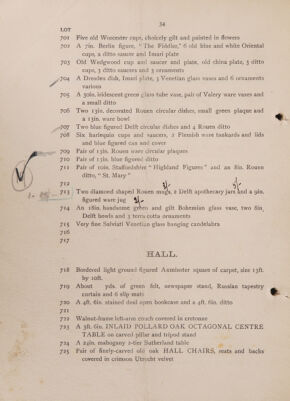 34
LOT
701 Five old Worcester cups, choicely gilt and painted in flowers
702 A 7in. Berlin figure, "The Fiddler," 6 old blue and white Oriental
cups, 2 ditto saucer and Imari plate
703 Old Wedgwood cup and saucer and plate, old china plate, 3 ditto
cups, 3 ditto saucers and 3 ornaments
704 A Dresden dish, Imari plate, 3 Venetian glass vases and 6 ornaments
various
705 A 30in. iridescent green glass tube vase, pair of Valery ware vases and
a small ditto
706 Two 13in. decorated Rouen circular dishes, small green plaque and
a 13in. ware bowl
707 Two blue figured Delft circular dishes and 4 Rouen ditto
708 Six harlequin cups and saucers, 2 Flemish ware tankards and lids
and blue figured can and cover
709 Pair of 13in. Rouen ware circular plaques
710 Pair of 13in. blue figured ditto
711 Pair of 10in. Staffordshire "Highland Figures" and an 8in. Rouen
ditto, "St. Mary"
712
713 Two diamond shaped Rouen mugs, 2 Delft apothecary jars and a 9in.
figured ware jug
714 An 18in. handsome green and gilt Bohemian glass vase, two 8in.
Delft bowls and 3 terra cotta ornaments
715 Very fine Salviati Venetian glass hanging candelabra
716
717
HALL.
718 Bordered light ground figured Axminster square of carpet, size 13ft.
by 10ft.
719 About yds. of green felt, newspaper stand, Russian tapestry
curtain and 6 slip mats
720 A 4ft. 6in. stained deal open bookcase and a 4ft. 6in. ditto
721
722 Walnut-frame left-arm couch covered in cretonne
723 A 3ft. 6in. INLAID POLLARD OAK OCTAGONAL CENTRE
TABLE on carved pillar and tripod stand
724 A 24in. mahogany 2-tier Sutherland table
725 Pair of finely-carved old oak HALL CHAIRS, seats and backs
covered in crimson Utrecht velvet